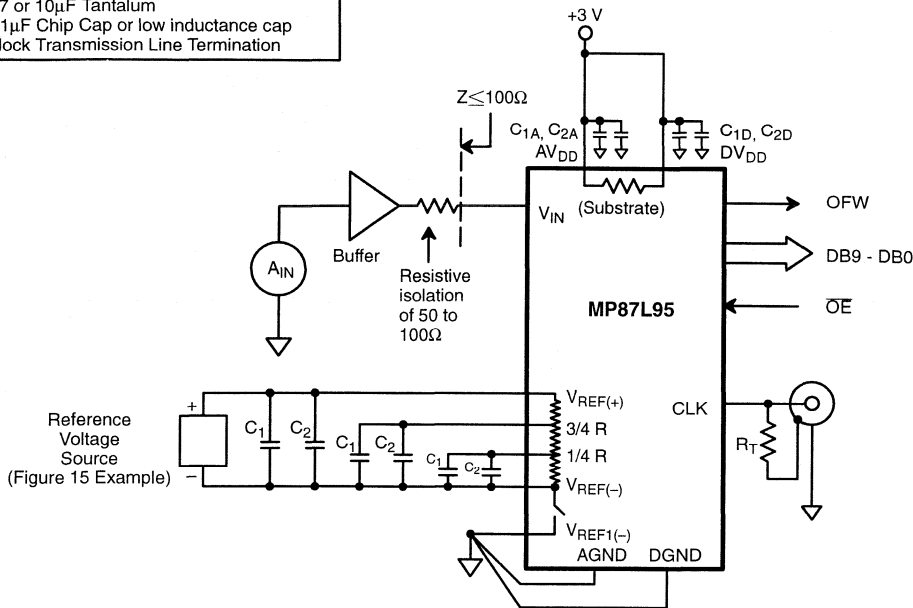 7 or 10μF Tantalum
1μF Chip Cap or low inductance cap
lock Transmission Line Termination
+3 V
Z≤100Ω
C1A, C2A
AVDD
C1D, C2D
DVDD
(Substrate)
VIN
OFW
Buffer
AIN
DB9 - DB0
Resistive
isolation
of 50 to
100Ω
MP87L95
OE
VREF(+)
CLK
Reference
Voltage
Source
(Figure 15 Example)
+
−
C1
C2
C1
C2
C1
C2
3/4 R
1/4 R
RT
VREF(−)
VREF1(−)
AGND
DGND